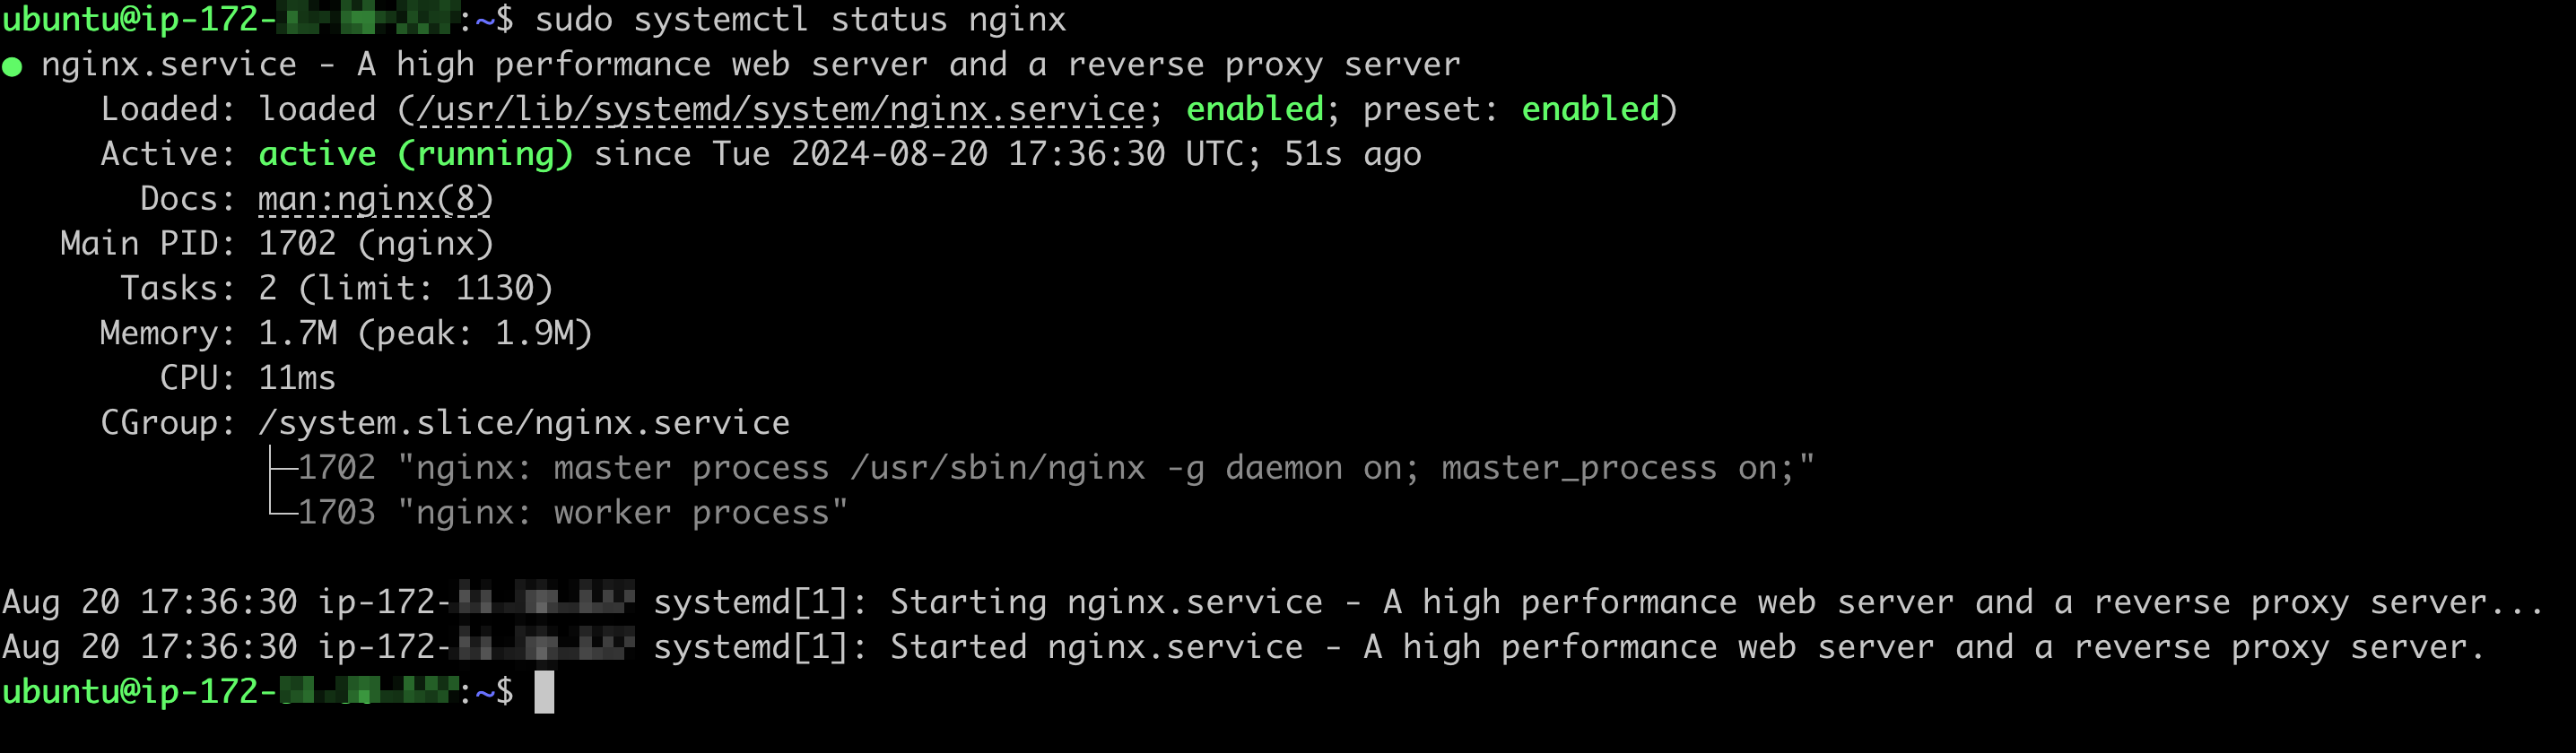 ubuntu@ip-172-:~$ sudo systemctl status nginx
● nginx.service - A high performance web server and a reverse proxy server
Loaded: loaded (/usr/lib/systemd/system/nginx.service; enabled; preset: enabled)
Active: active (running) since Tue 2024-08-20 17:36:30 UTC; 51s ago
Docs: man:nginx(8)
Main PID: 1702 (nginx)
Tasks: 2 (limit: 1130)
Memory: 1.7M (peak: 1.9M)
CPU: 11ms
CGroup: /system.slice/nginx.service
├─1702 "nginx: master process /usr/sbin/nginx -g daemon on; master_process on;"
└─1703 "nginx: worker process"
Aug 20 17:36:30 ip-172- systemd[1]: Starting nginx.service - A high performance web server and a reverse proxy server...
Aug 20 17:36:30 ip-172- systemd[1]: Started nginx.service - A high performance web server and a reverse proxy server.
ubuntu@ip-172-:~$